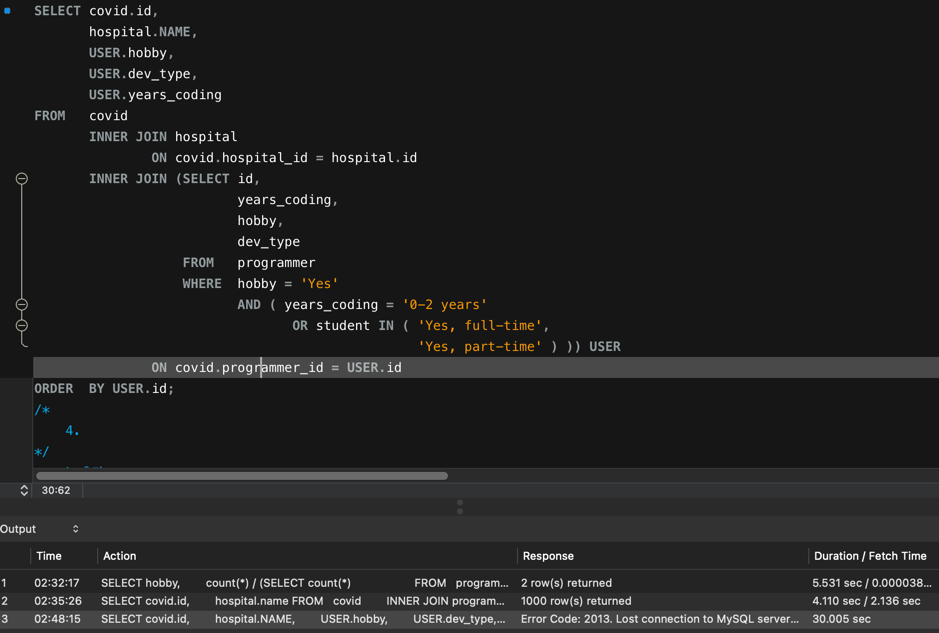 SELECT covid.id,
hospital.NAME,
USER.hobby,
USER.dev_type,
USER.years_coding
FROM covid
INNER JOIN hospital
ON covid.hospital_id = hospital.id
INNER JOIN (SELECT id,
years_coding,
hobby,
dev_type
FROM programmer
WHERE hobby = 'Yes'
AND ( years_coding = '0-2 years'
OR student IN ( 'Yes, full-time',
'Yes, part-time' ) )) USER
ON covid.programmer_id = USER.id
ORDER BY USER.id;
/*
4.
*/
30:62
Output
Time Action Response Duration / Fetch Time
1 02:32:17 SELECT hobby, count(*) / (SELECT count(*) FROM program... 2 row(s) returned 5.531 sec / 0.000038...
2 02:35:26 SELECT covid.id, hospital.name FROM covid INNER JOIN program... 1000 row(s) returned 4.110 sec / 2.136 sec
3 02:48:15 SELECT covid.id, hospital.NAME, USER.hobby, USER.dev_type,... Error Code: 2013. Lost connection to MySQL server... 30.005 sec